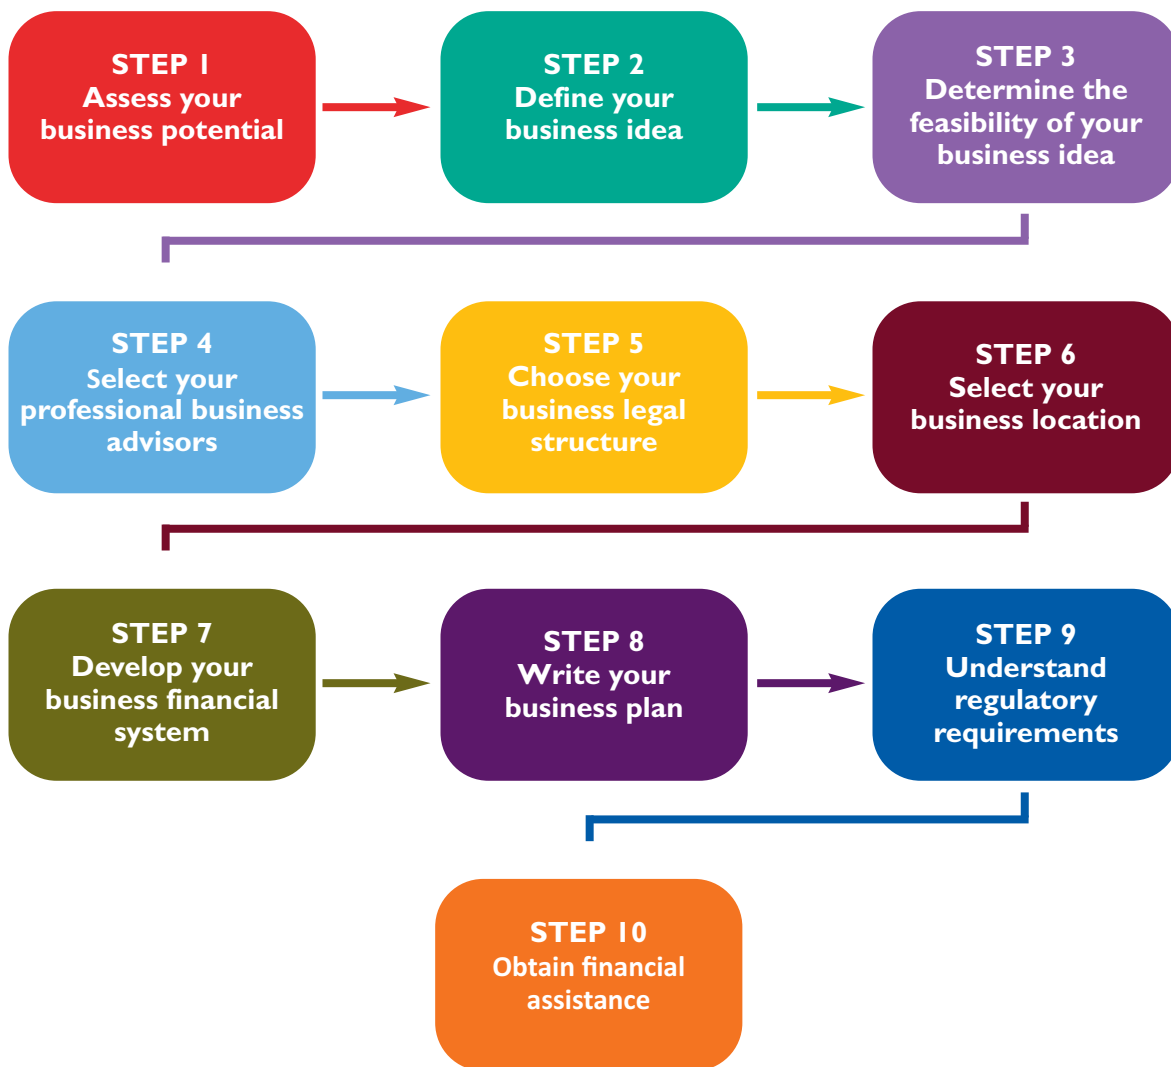 STEP 1
Assess your
business potential
STEP 2
Define your
business idea
STEP 3
Determine the
feasibility of your
business idea
STEP 4
Select your
professional business
advisors
STEP 5
Choose your
business legal
structure
STEP 6
Select your
business location
STEP 7
Develop your
business financial
system
STEP 8
Write your
business plan
STEP 9
Understand
regulatory
requirements
STEP 10
Obtain financial
assistance